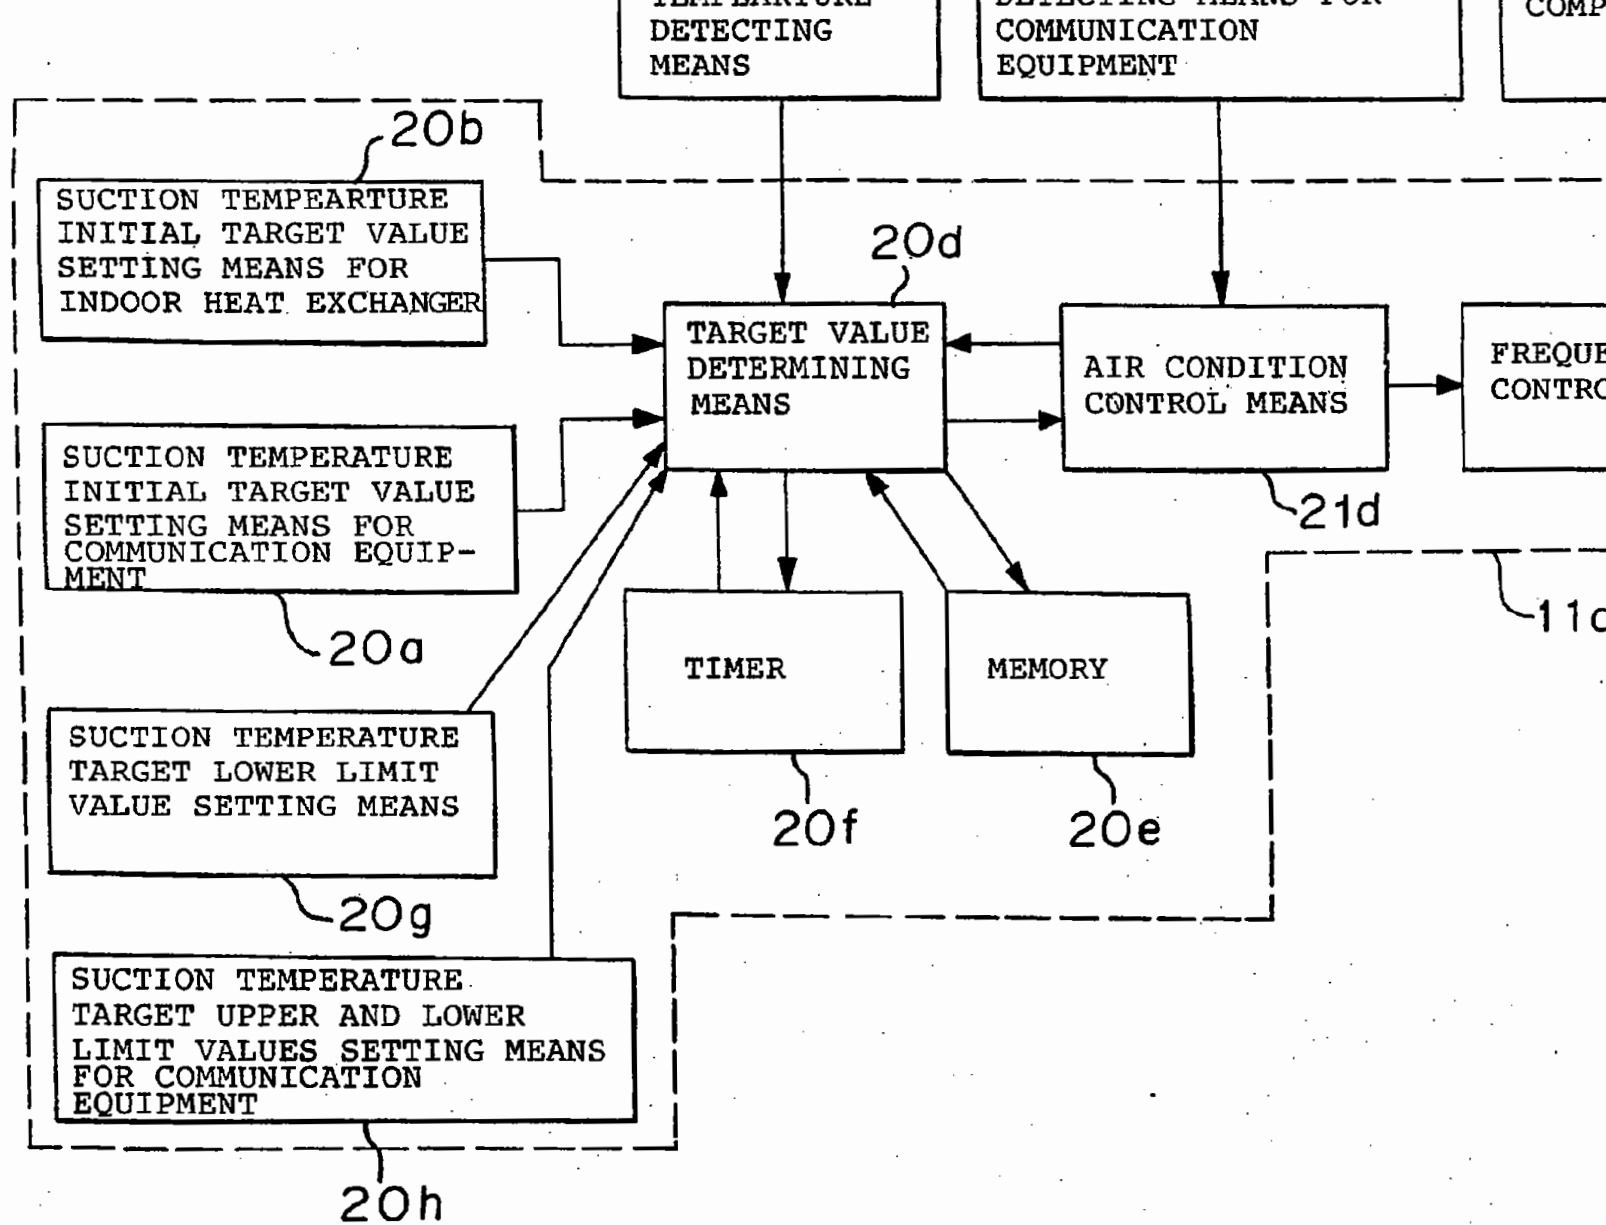 DETECTING
MEANS
DETECTING MEANS FOR
COMMUNICATION
EQUIPMENT
20b
SUCTION TEMPEARTURE
INITIAL TARGET VALUE
SETTING MEANS FOR
INDOOR HEAT EXCHANGER
20d
TARGET VALUE
DETERMINING
MEANS
AIR CONDITION
CONTROL MEANS
21d
SUCTION TEMPERATURE
INITIAL TARGET VALUE
SETTING MEANS FOR
COMMUNICATION EQUIP-
MENT
20a
TIMER
20f
MEMORY
20e
SUCTION TEMPERATURE
TARGET LOWER LIMIT
VALUE SETTING MEANS
20g
SUCTION TEMPERATURE
TARGET UPPER AND LOWER
LIMIT VALUES SETTING MEANS
FOR COMMUNICATION
EQUIPMENT
20h